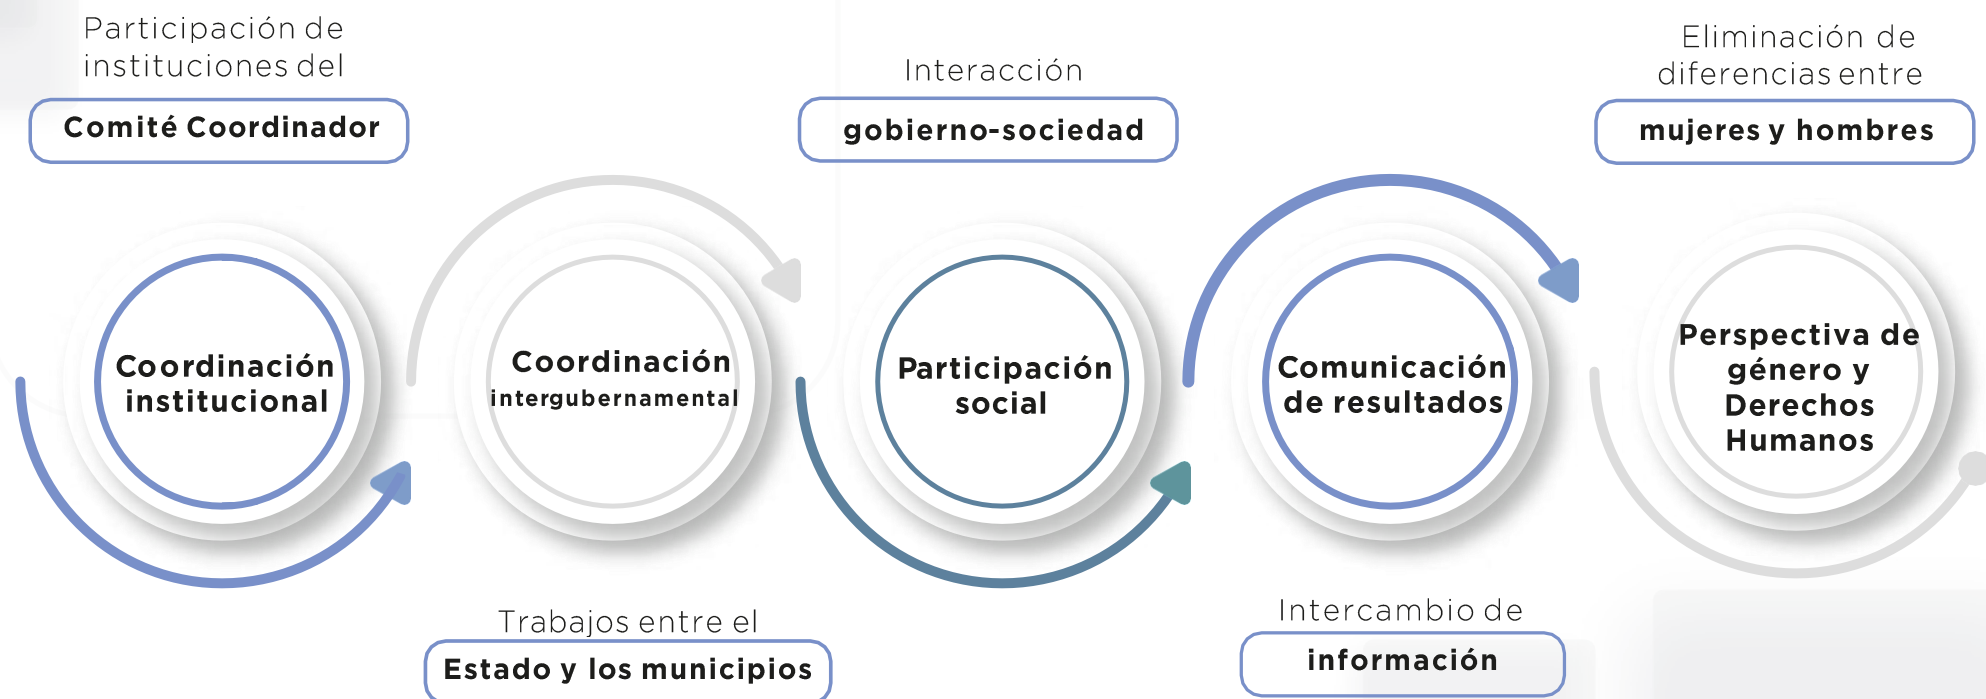 Participación de
instituciones del
Comité Coordinador
Coordinación
institucional
Coordinación
intergubernamental
Trabajos entre el
Estado y los municipios
Interacción
gobierno-sociedad
Participación
social
Comunicación
de resultados
Intercambio de
información
Eliminación de
diferencias entre
mujeres y hombres
Perspectiva de
género y
Derechos
Humanos